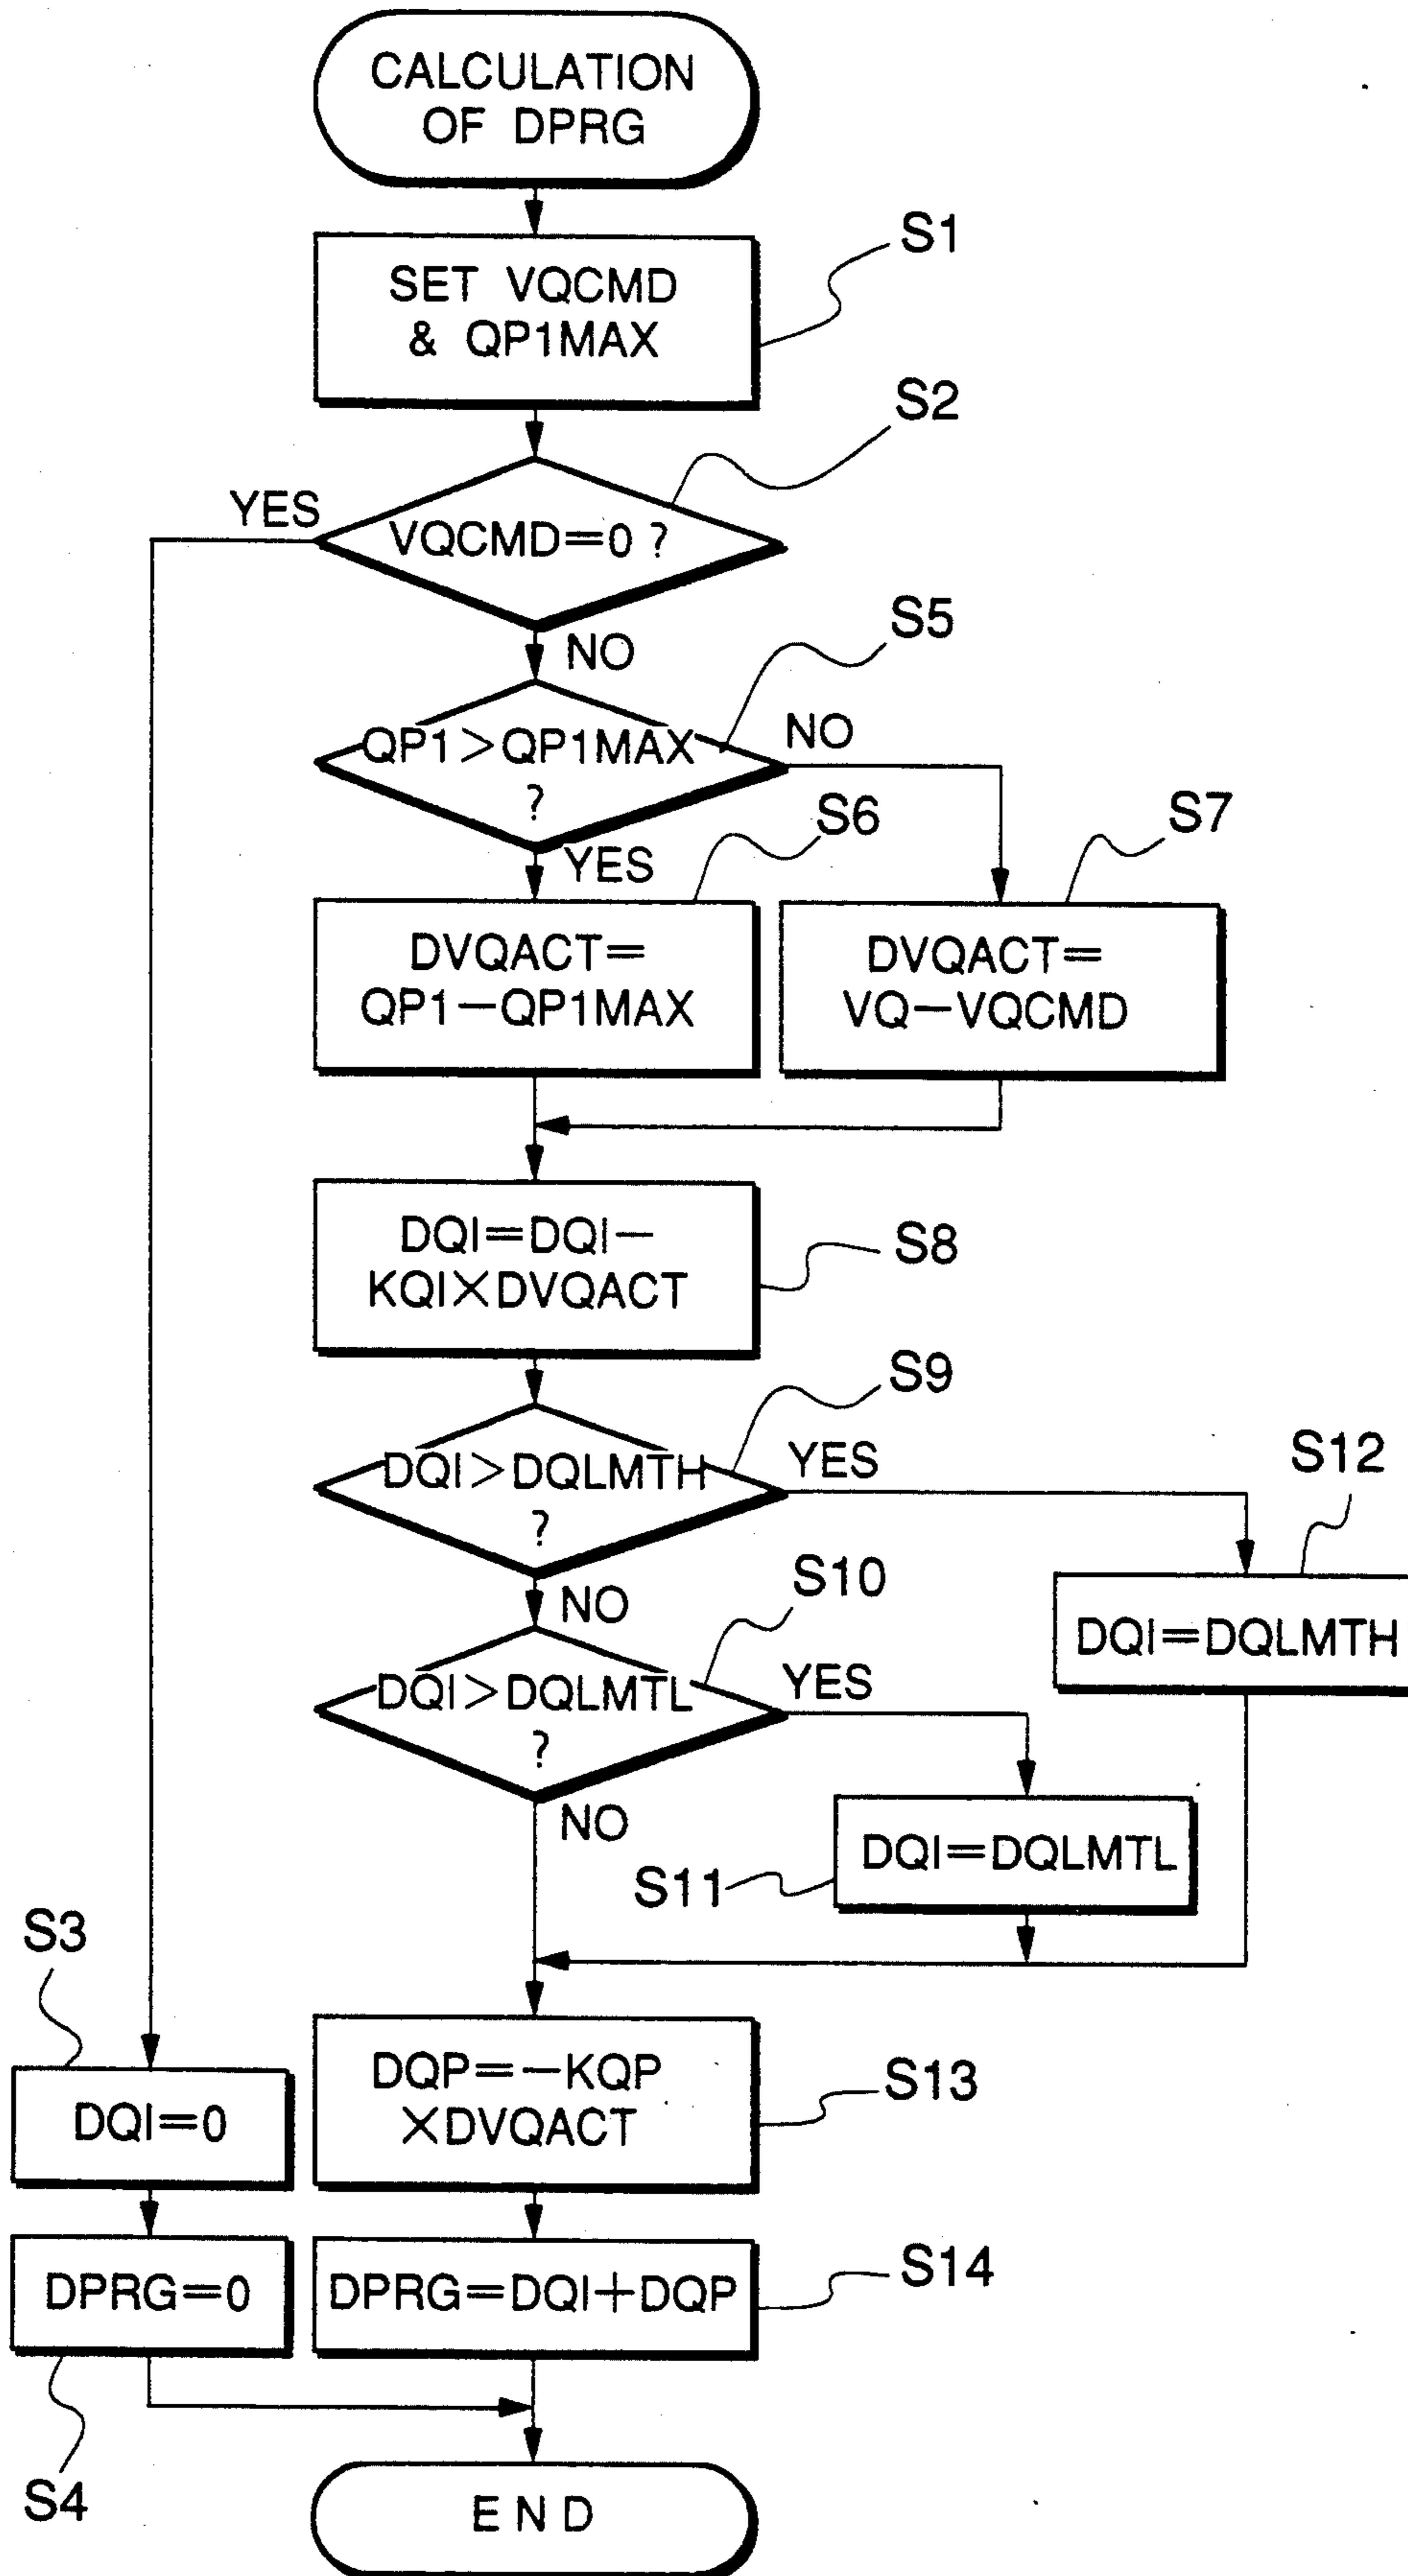 CALCULATION
OF DPRG
S1
SET VQCMD
& QP1MAX
S2
YES
VQCMD=0 ?
NO
S5
QP1>QP1MAX
?
NO
YES
S6
S7
DVQACT=
QP1-QP1MAX
DVQACT=
VQ-VQCMD
DQI=DQI-
KQI×DVQACT
S8
S9
DQI>DQLMTH
?
YES
NO
S12
S10
DQI=DQLMTH
DQI>DQLMTL
?
YES
NO
DQI=DQLMTL
S11
S3
DQI=0
DQP=-KQP
×DVQACT
S13
DPRG=0
DPRG=DQI+DQP
S14
S4
END